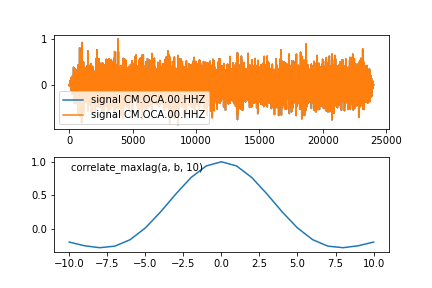 1
0
signal CM.OCA.00.HHZ
signal CM.OCA.00.HHZ
0 5000 10000 15000 20000 25000
correlate_maxlag(a, b, 10)
1.0
0.5
0.0
−10.0 −7.5 −5.0 −2.5 0.0 2.5 5.0 7.5 10.0